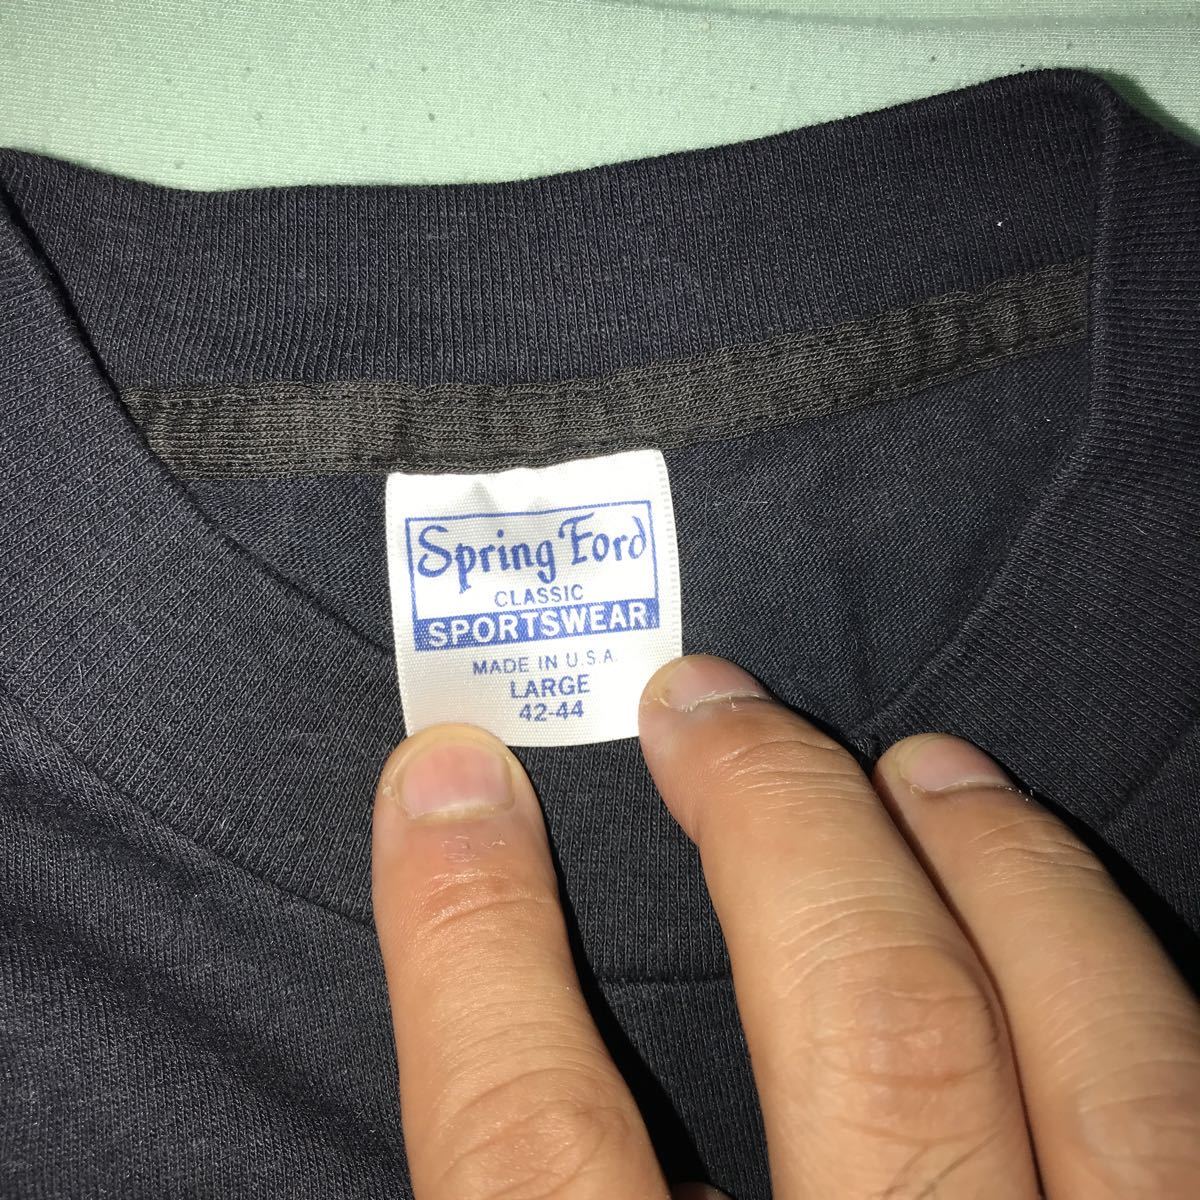 Spring Ford
CLASSIC
SPORTSWEAR
MADE IN U.S.A.
LARGE
42-44